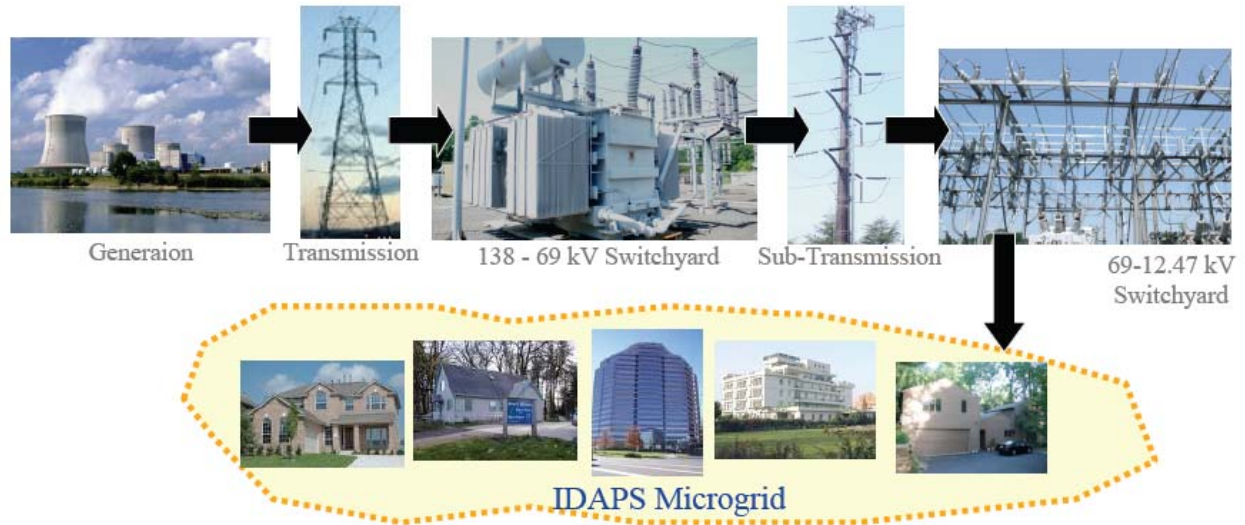 Generaion
Transmission
138 - 69 kV Switchyard
Sub-Transmission
69-12.47 kV
Switchyard
IDAPS Microgrid